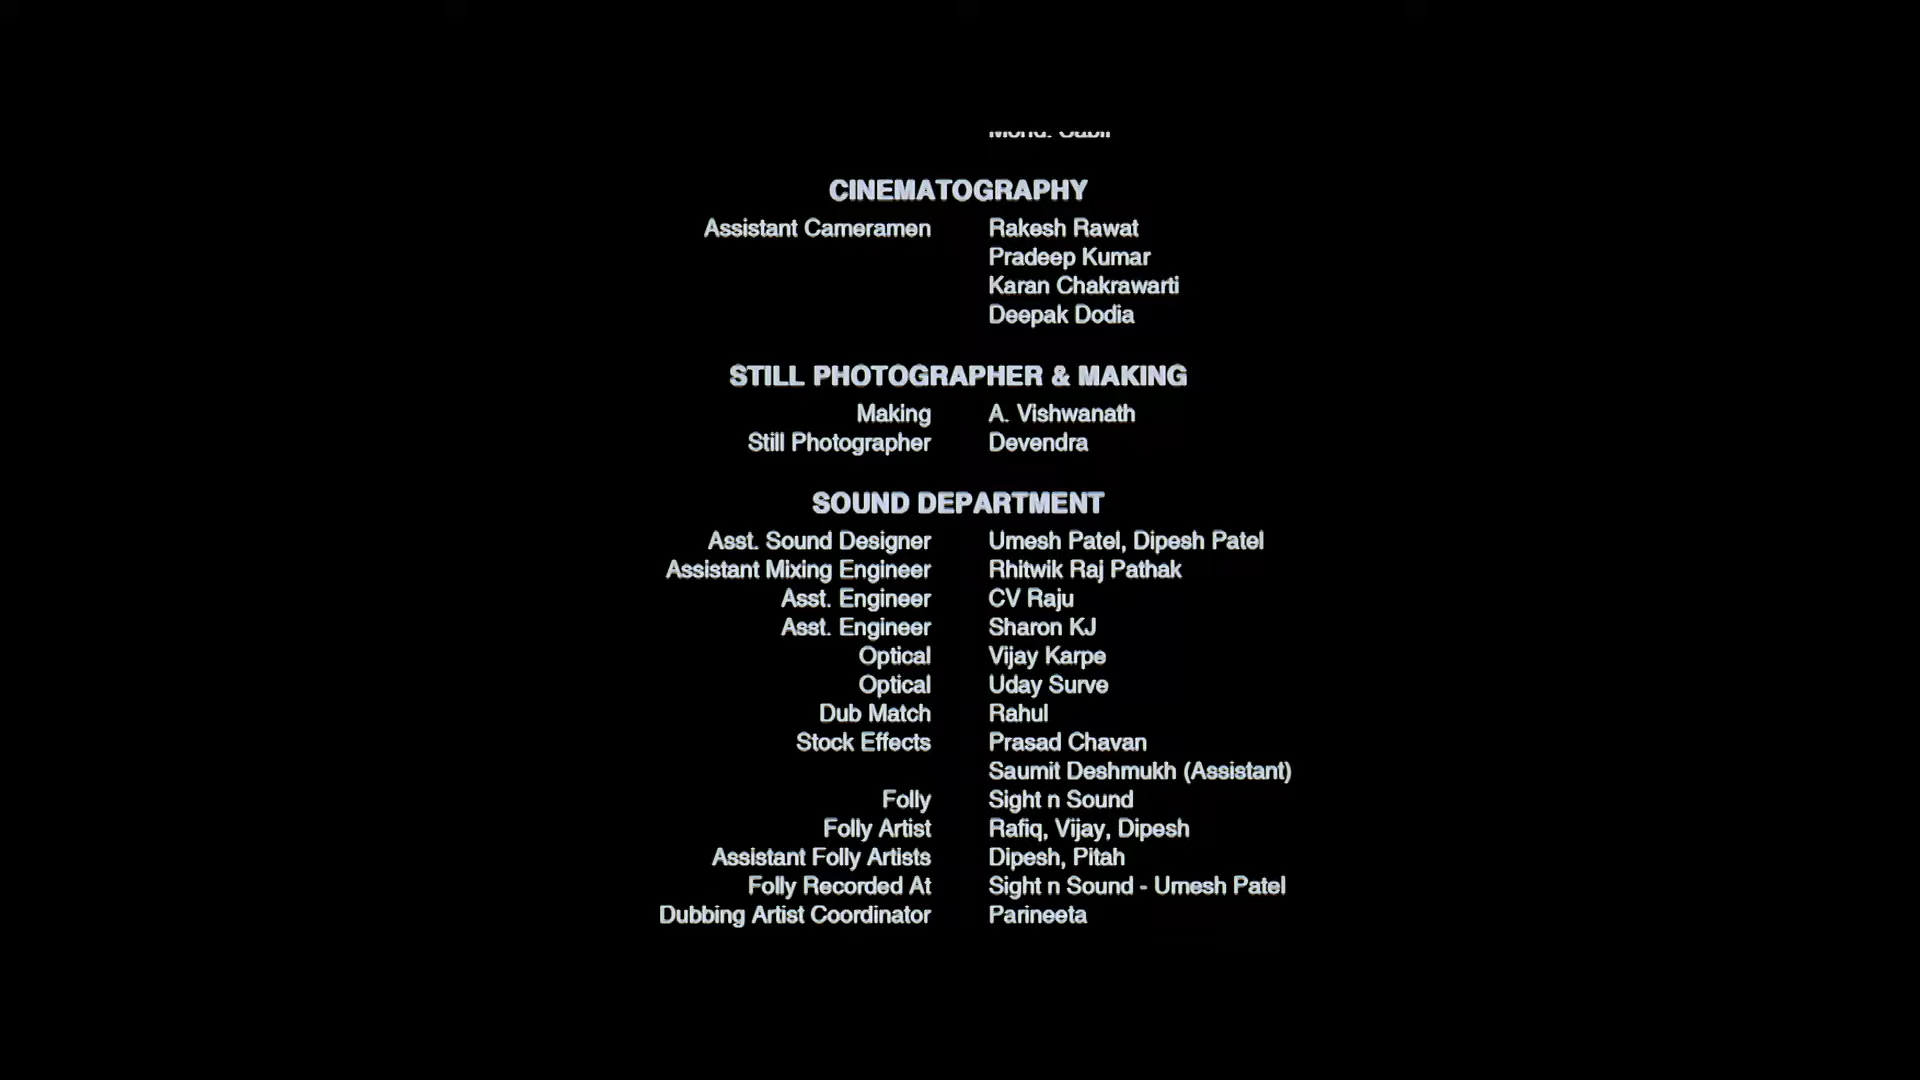 CINEMATOGRAPHY
Assistant Cameramen Rakesh Rawat
Pradeep Kumar
Karan Chakrawarti
Deepak Dodia
STILL PHOTOGRAPHER & MAKING
Making A. Vishwanath
Still Photographer Devendra
SOUND DEPARTMENT
Asst. Sound Designer Umesh Patel, Dipesh Patel
Assistant Mixing Engineer Rhitwik Raj Pathak
Asst. Engineer CV Raju
Asst. Engineer Sharon KJ
Optical Vijay Karpe
Optical Uday Surve
Dub Match Rahul
Stock Effects Prasad Chavan
Saumit Deshmukh (Assistant)
Folly Sight n Sound
Folly Artist Rafiq, Vijay, Dipesh
Assistant Folly Artists Dipesh, Pitah
Folly Recorded At Sight n Sound - Umesh Patel
Dubbing Artist Coordinator Parineeta